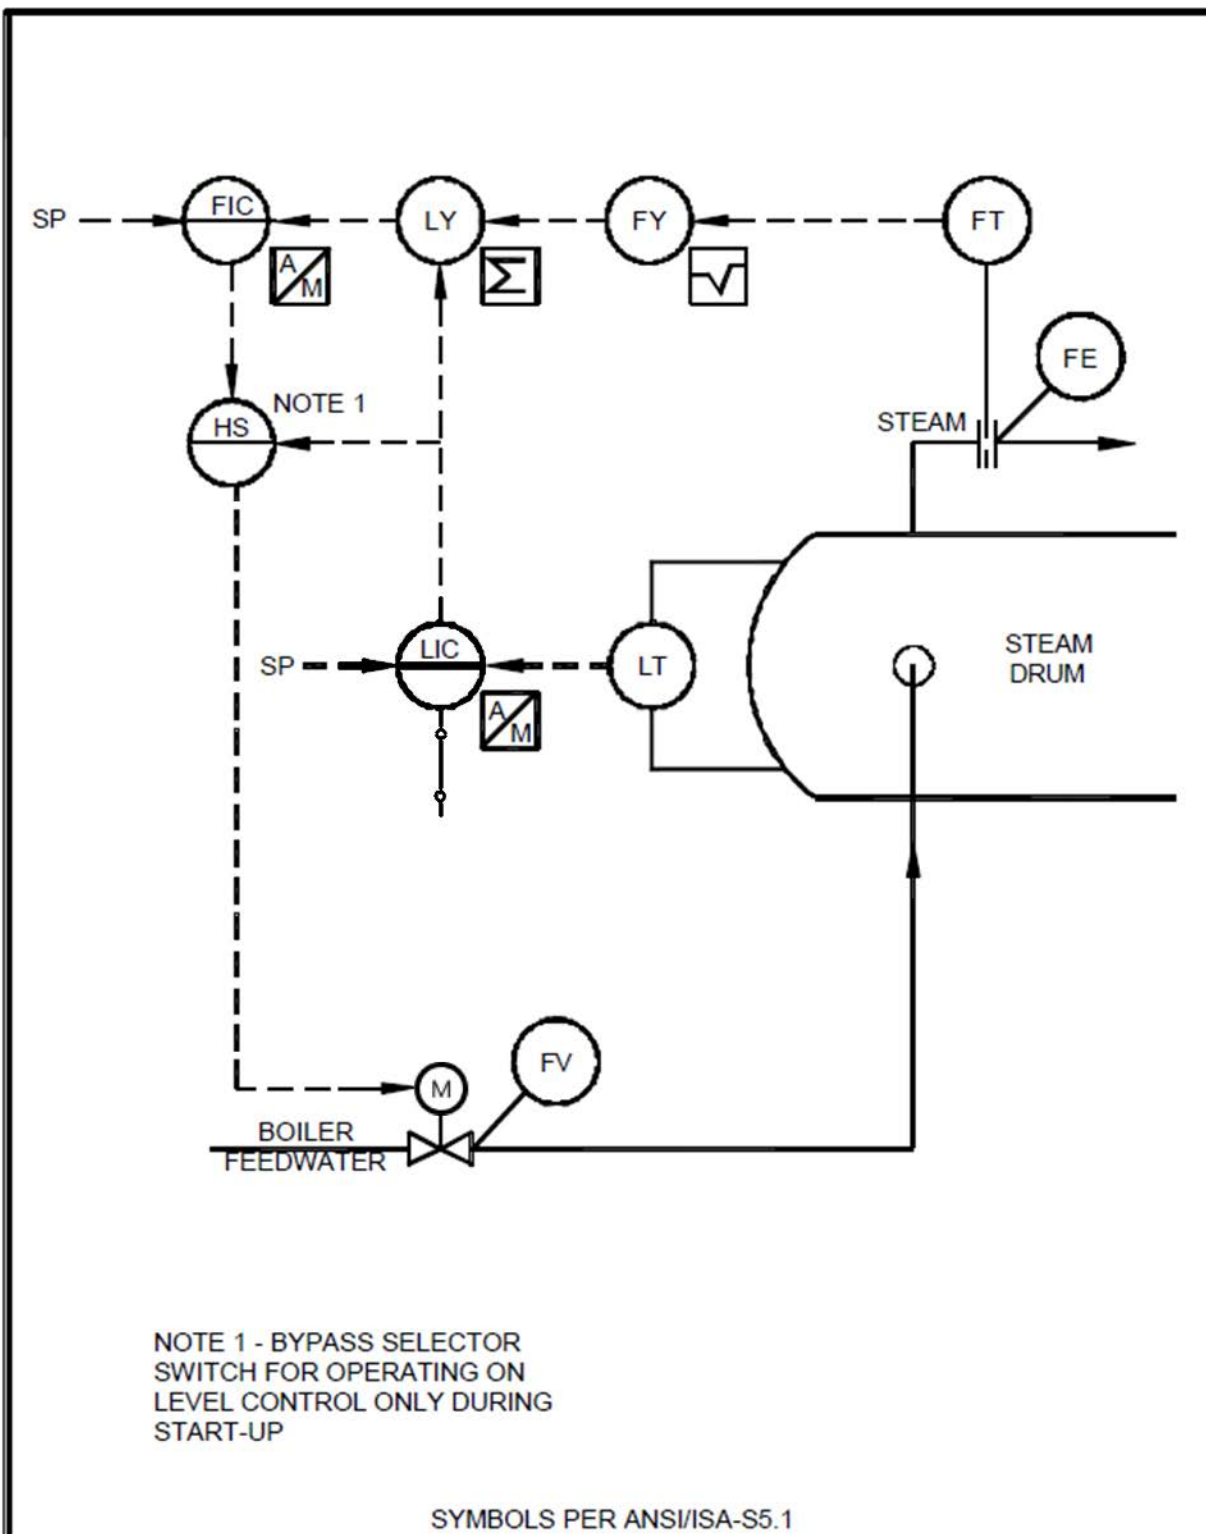 SP
FIC
LY
FY
FT
A
M
Σ
√
FE
NOTE 1
HS
STEAM
SP
LIC
LT
STEAM
DRUM
A
M
FV
M
BOILER
FEEDWATER
NOTE 1 - BYPASS SELECTOR
SWITCH FOR OPERATING ON
LEVEL CONTROL ONLY DURING
START-UP
SYMBOLS PER ANSI/ISA-S5.1